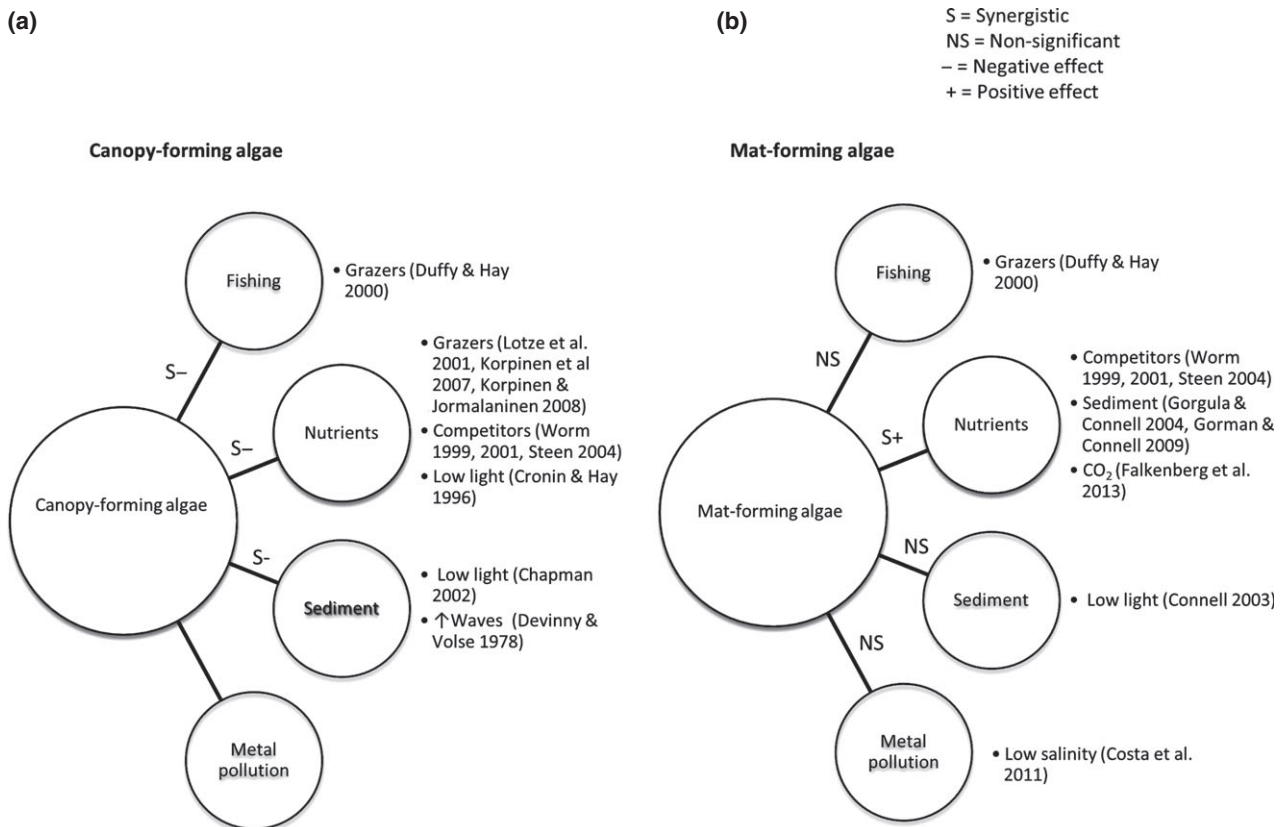 (a)
(b)
S = Synergistic
NS = Non-significant
– = Negative effect
+ = Positive effect
Canopy-forming algae
Fishing
• Grazers (Duffy & Hay
2000)
S–
Nutrients
• Grazers (Lotze et al.
2001, Korpinen et al
2007, Korpinen &
Jormalaninen 2008)
• Competitors (Worm
1999, 2001, Steen 2004)
• Low light (Cronin & Hay
1996)
S–
Canopy-forming algae
S-
Sediment
• Low light (Chapman
2002)
• ↑Waves (Devinny &
Volse 1978)
Metal
pollution
Mat-forming algae
Fishing
• Grazers (Duffy & Hay
2000)
NS
Nutrients
• Competitors (Worm
1999, 2001, Steen 2004)
• Sediment (Gorgula &
Connell 2004, Gorman &
Connell 2009)
• CO₂ (Falkenberg et al.
2013)
S+
Mat-forming algae
NS
Sediment
• Low light (Connell 2003)
NS
Metal
pollution
• Low salinity (Costa et al.
2011)